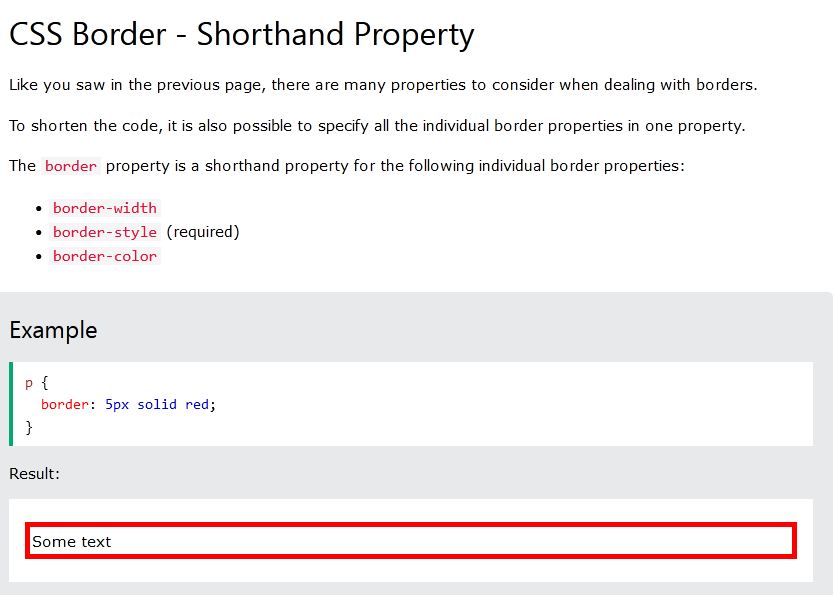 CSS Border - Shorthand Property
Like you saw in the previous page, there are many properties to consider when dealing with borders.
To shorten the code, it is also possible to specify all the individual border properties in one property.
The border property is a shorthand property for the following individual border properties:
• border-width
• border-style (required)
• border-color
Example
p {
  border: 5px solid red;
}
Result:
Some text